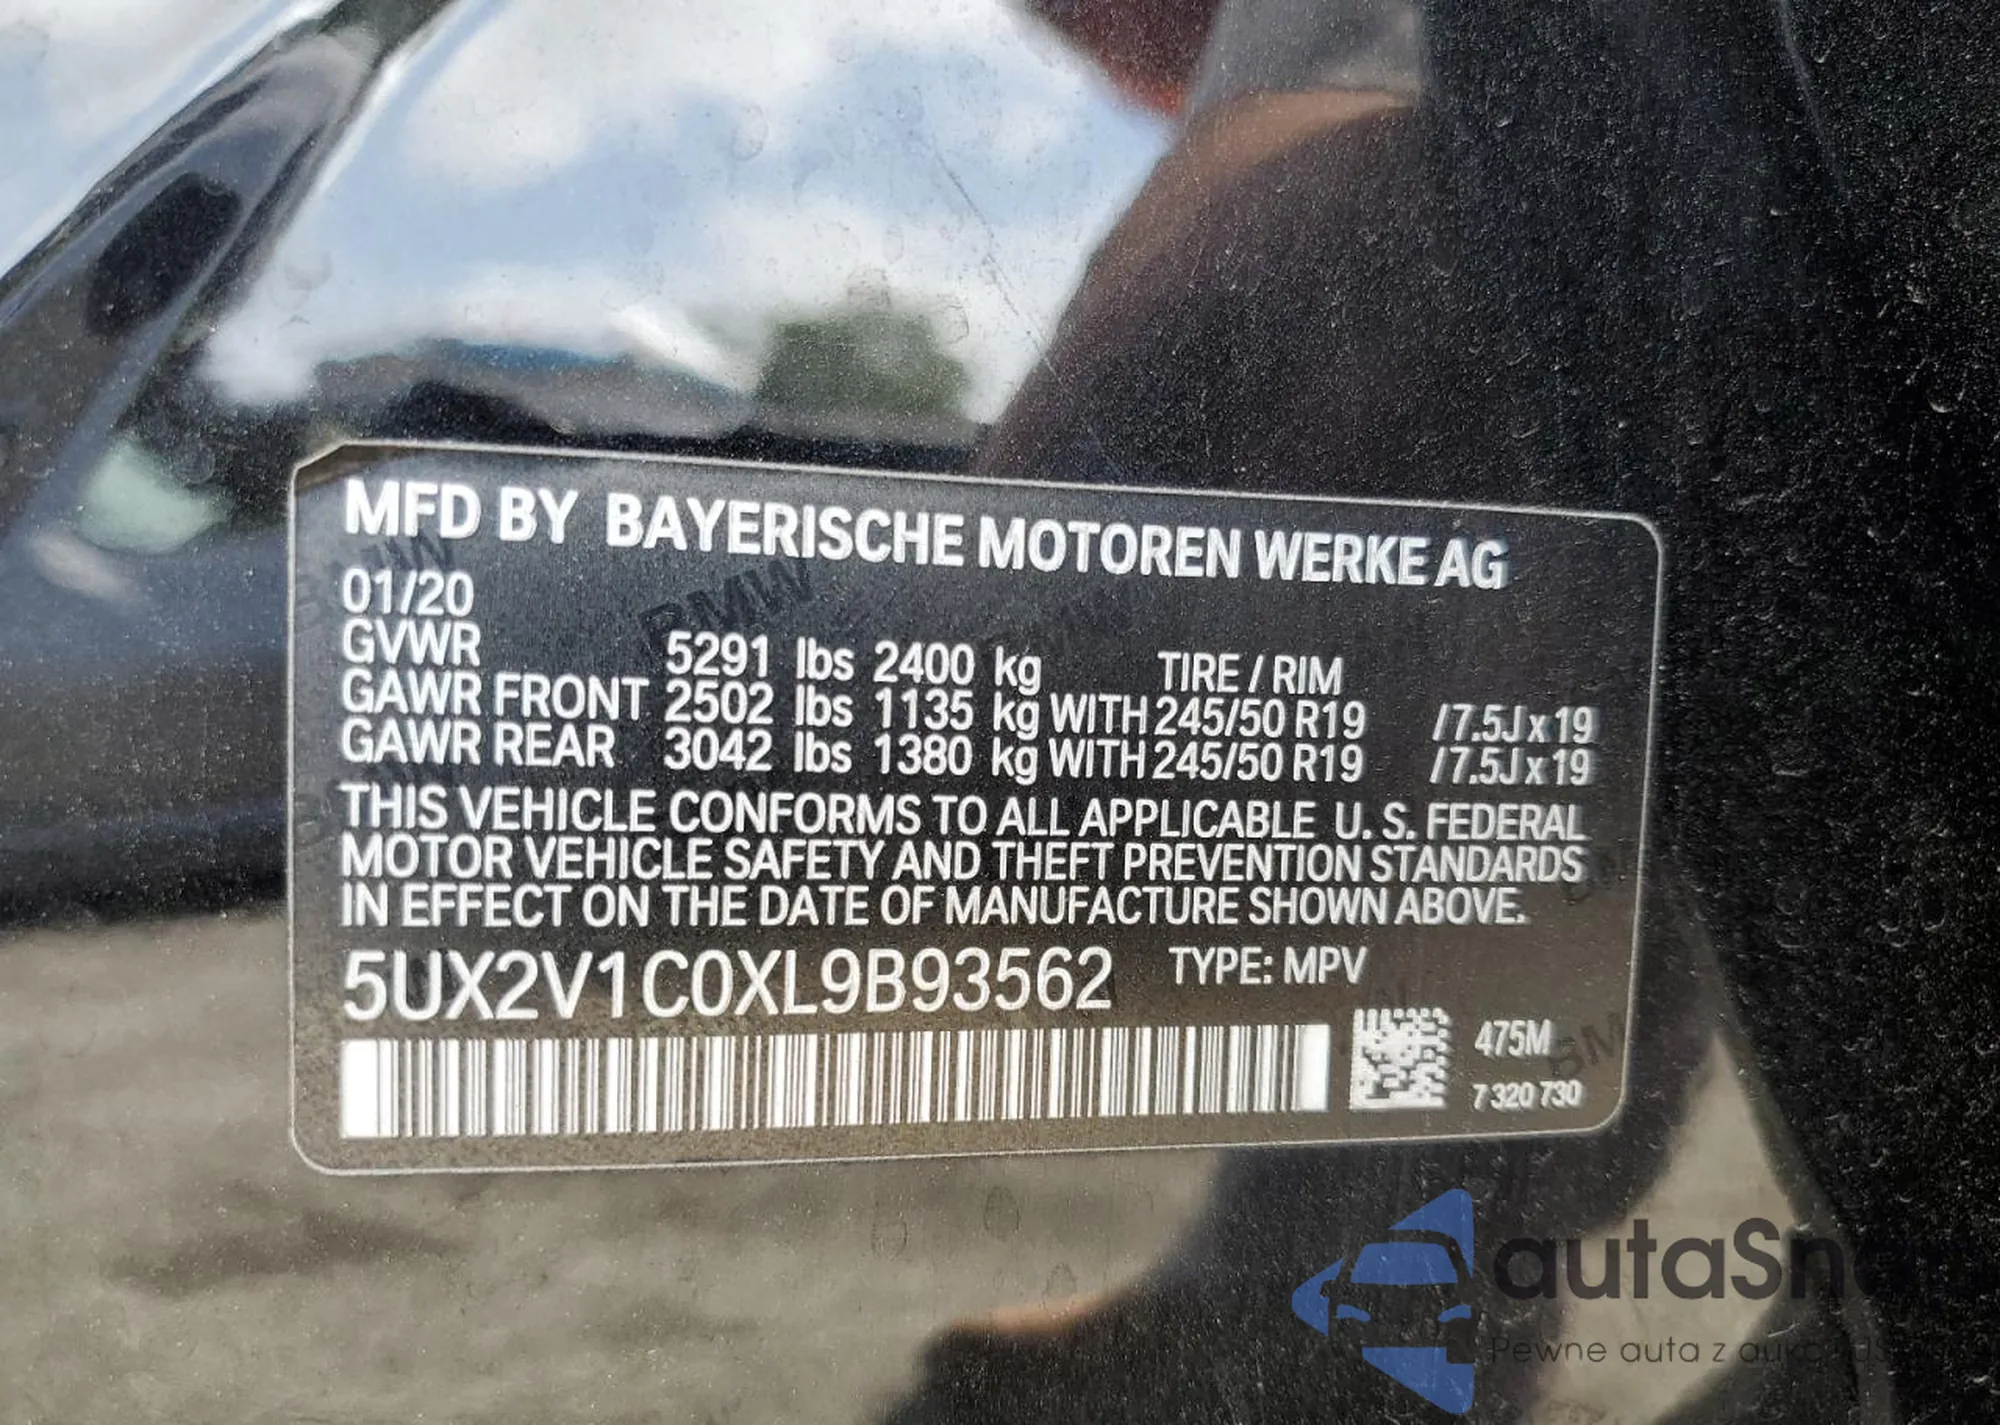 MFD BY BAYERISCHE MOTOREN WERKE AG
01/20
GVWR 5291 lbs 2400 kg TIRE / RIM
GAWR FRONT 2502 lbs 1135 kg WITH 245/50 R19 /7.5J x 19
GAWR REAR 3042 lbs 1380 kg WITH 245/50 R19 /7.5J x 19
THIS VEHICLE CONFORMS TO ALL APPLICABLE U. S. FEDERAL
MOTOR VEHICLE SAFETY AND THEFT PREVENTION STANDARDS
IN EFFECT ON THE DATE OF MANUFACTURE SHOWN ABOVE.
5UX2V1C0XL9B93562 TYPE: MPV
475M
7 320 730
BMW
autaSn
Pewne auta z